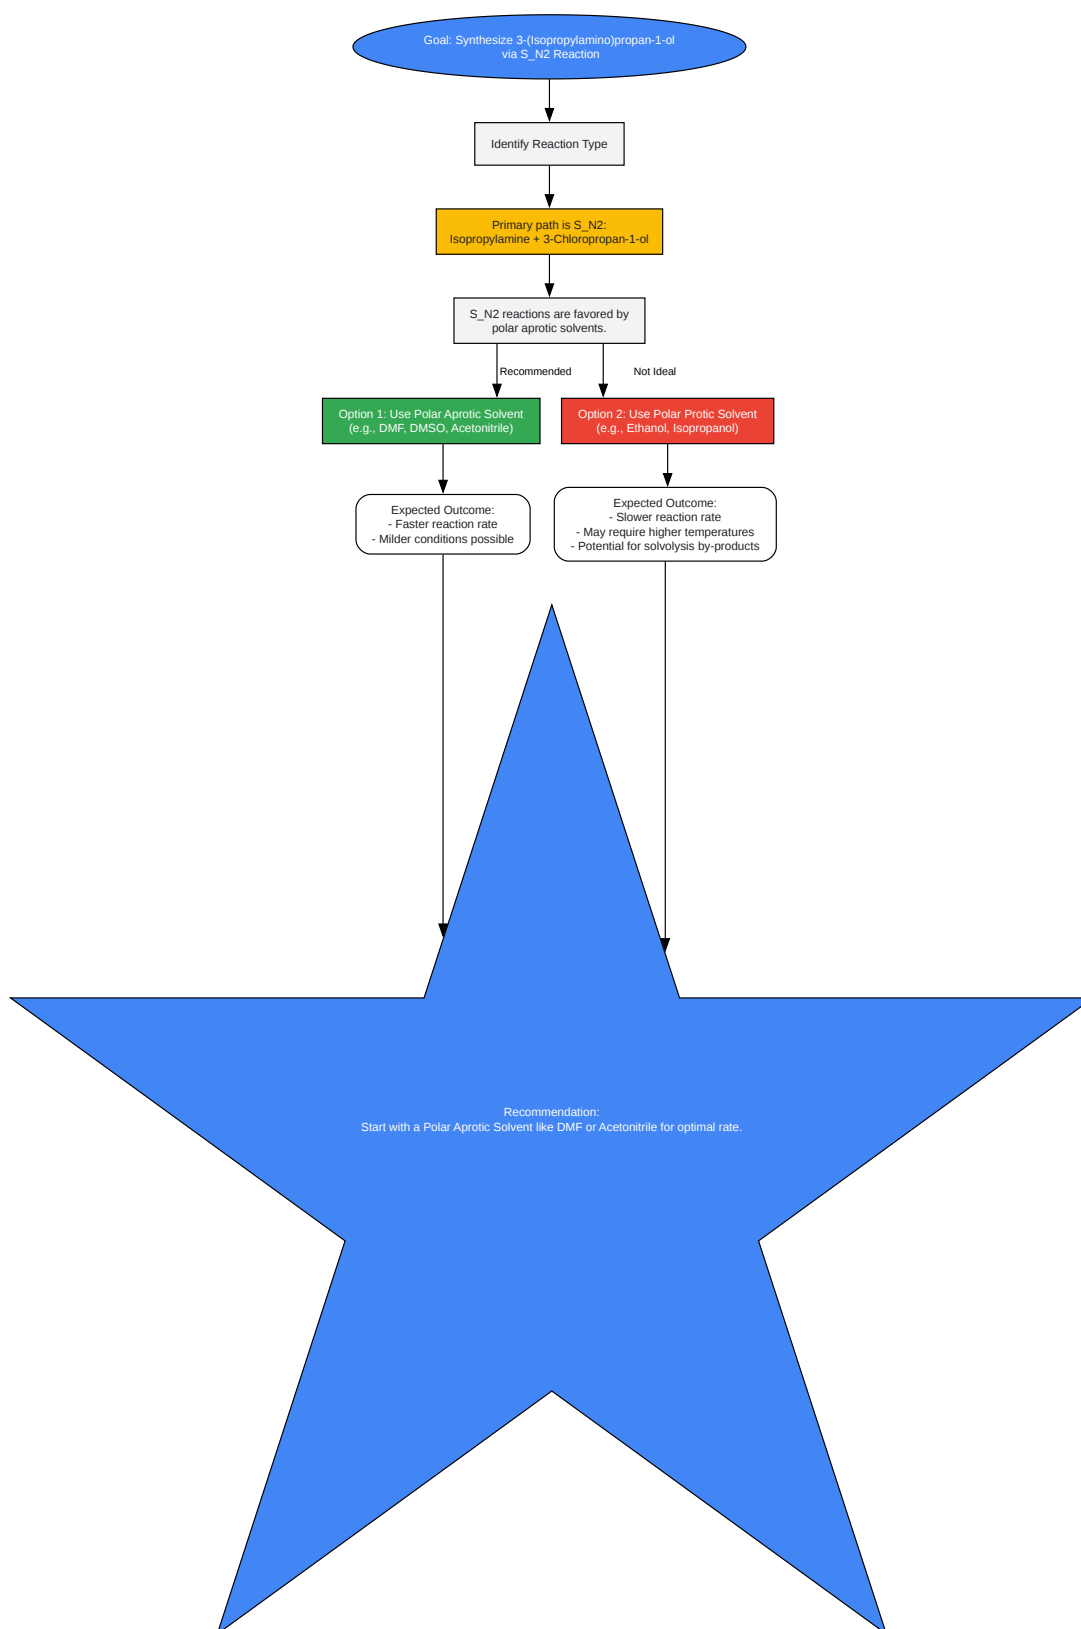 Goal: Synthesize 3-(Isopropylamino)propan-1-ol
via S_N2 Reaction
Identify Reaction Type
Primary path is S_N2:
Isopropylamine + 3-Chloropropan-1-ol
S_N2 reactions are favored by
polar aprotic solvents.
Recommended
Not Ideal
Option 1: Use Polar Aprotic Solvent
(e.g., DMF, DMSO, Acetonitrile)
Option 2: Use Polar Protic Solvent
(e.g., Ethanol, Isopropanol)
Expected Outcome:
- Faster reaction rate
- Milder conditions possible
Expected Outcome:
- Slower reaction rate
- May require higher temperatures
- Potential for solvolysis by-products
Recommendation:
Start with a Polar Aprotic Solvent like DMF or Acetonitrile for optimal rate.